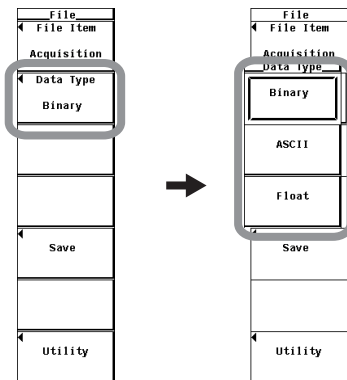 File
File Item
Acquisition
Data Type
Binary
Save
Utility
File
File Item
Acquisition
Data Type
Binary
ASCII
Float
Save
Utility